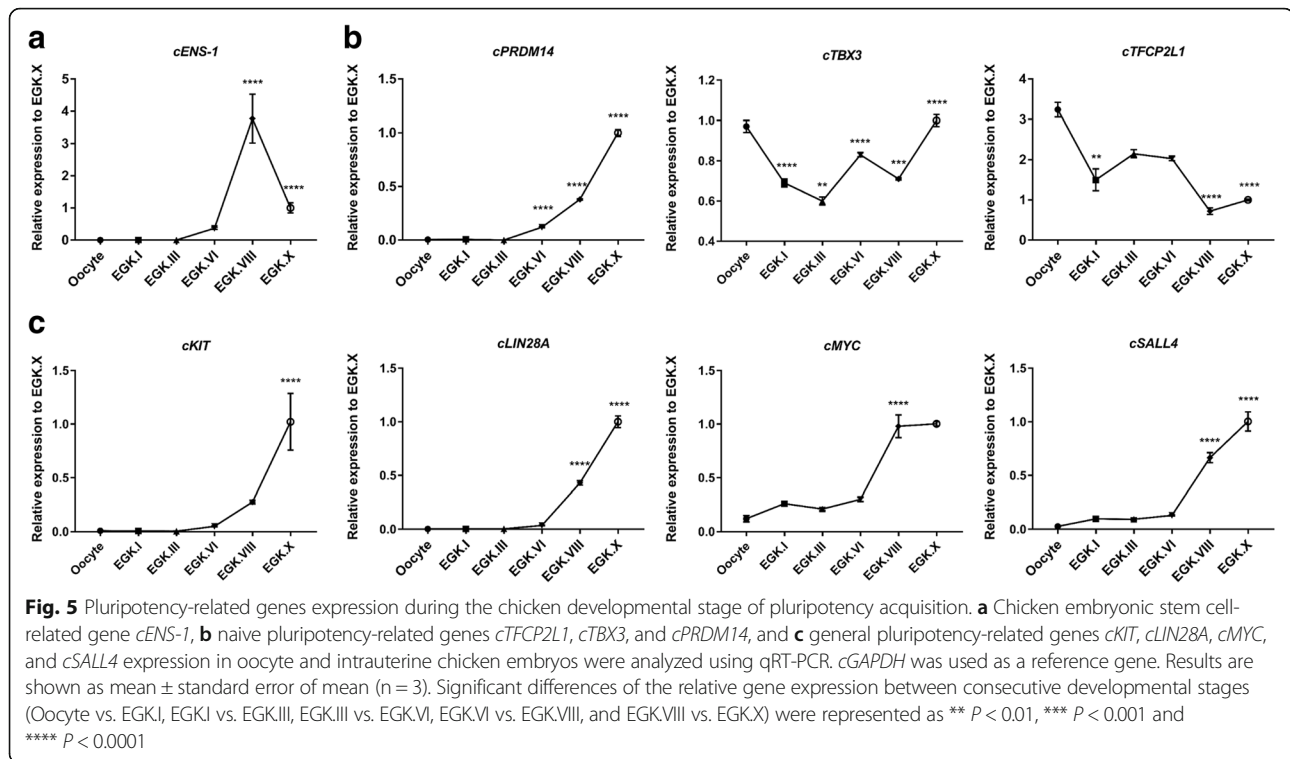 a
b
cENS-1
cPRDM14
cTBX3
cTFCP2L1
Relative expression to EGK.X
5
4
3
2
1
0
****
****
Oocyte
EGK.I
EGK.III
EGK.VI
EGK.VIII
EGK.X
Relative expression to EGK.X
1.5
1.0
0.5
0.0
****
****
****
Oocyte
EGK.I
EGK.III
EGK.VI
EGK.VIII
EGK.X
Relative expression to EGK.X
1.2
1.0
0.8
0.6
0.4
****
**
****
***
****
Oocyte
EGK.I
EGK.III
EGK.VI
EGK.VIII
EGK.X
Relative expression to EGK.X
4
3
2
1
0
**
****
****
Oocyte
EGK.I
EGK.III
EGK.VI
EGK.VIII
EGK.X
c
cKIT
cLIN28A
cMYC
cSALL4
Relative expression to EGK.X
1.5
1.0
0.5
0.0
****
Oocyte
EGK.I
EGK.III
EGK.VI
EGK.VIII
EGK.X
Relative expression to EGK.X
1.5
1.0
0.5
0.0
****
****
Oocyte
EGK.I
EGK.III
EGK.VI
EGK.VIII
EGK.X
Relative expression to EGK.X
1.5
1.0
0.5
0.0
****
Oocyte
EGK.I
EGK.III
EGK.VI
EGK.VIII
EGK.X
Relative expression to EGK.X
1.5
1.0
0.5
0.0
****
****
Oocyte
EGK.I
EGK.III
EGK.VI
EGK.VIII
EGK.X
Fig. 5 Pluripotency-related genes expression during the chicken developmental stage of pluripotency acquisition. a Chicken embryonic stem cell-
related gene cENS-1, b naive pluripotency-related genes cTFCP2L1, cTBX3, and cPRDM14, and c general pluripotency-related genes cKIT, cLIN28A, cMYC,
and cSALL4 expression in oocyte and intrauterine chicken embryos were analyzed using qRT-PCR. cGAPDH was used as a reference gene. Results are
shown as mean ± standard error of mean (n = 3). Significant differences of the relative gene expression between consecutive developmental stages
(Oocyte vs. EGK.I, EGK.I vs. EGK.III, EGK.III vs. EGK.VI, EGK.VI vs. EGK.VIII, and EGK.VIII vs. EGK.X) were represented as ** P < 0.01, *** P < 0.001 and
**** P < 0.0001